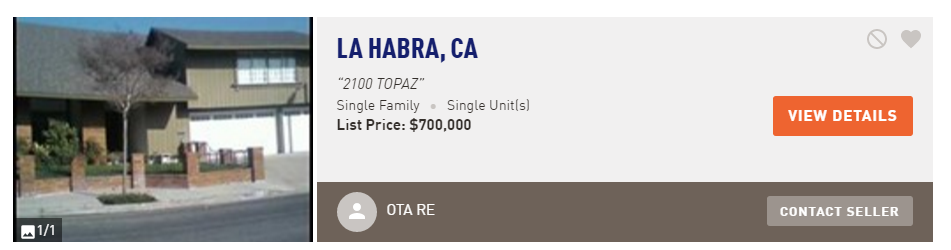 LA HABRA, CA
"2100 TOPAZ"
Single Family • Single Unit(s)
List Price: $700,000
VIEW DETAILS
1/1
OTA RE
CONTACT SELLER